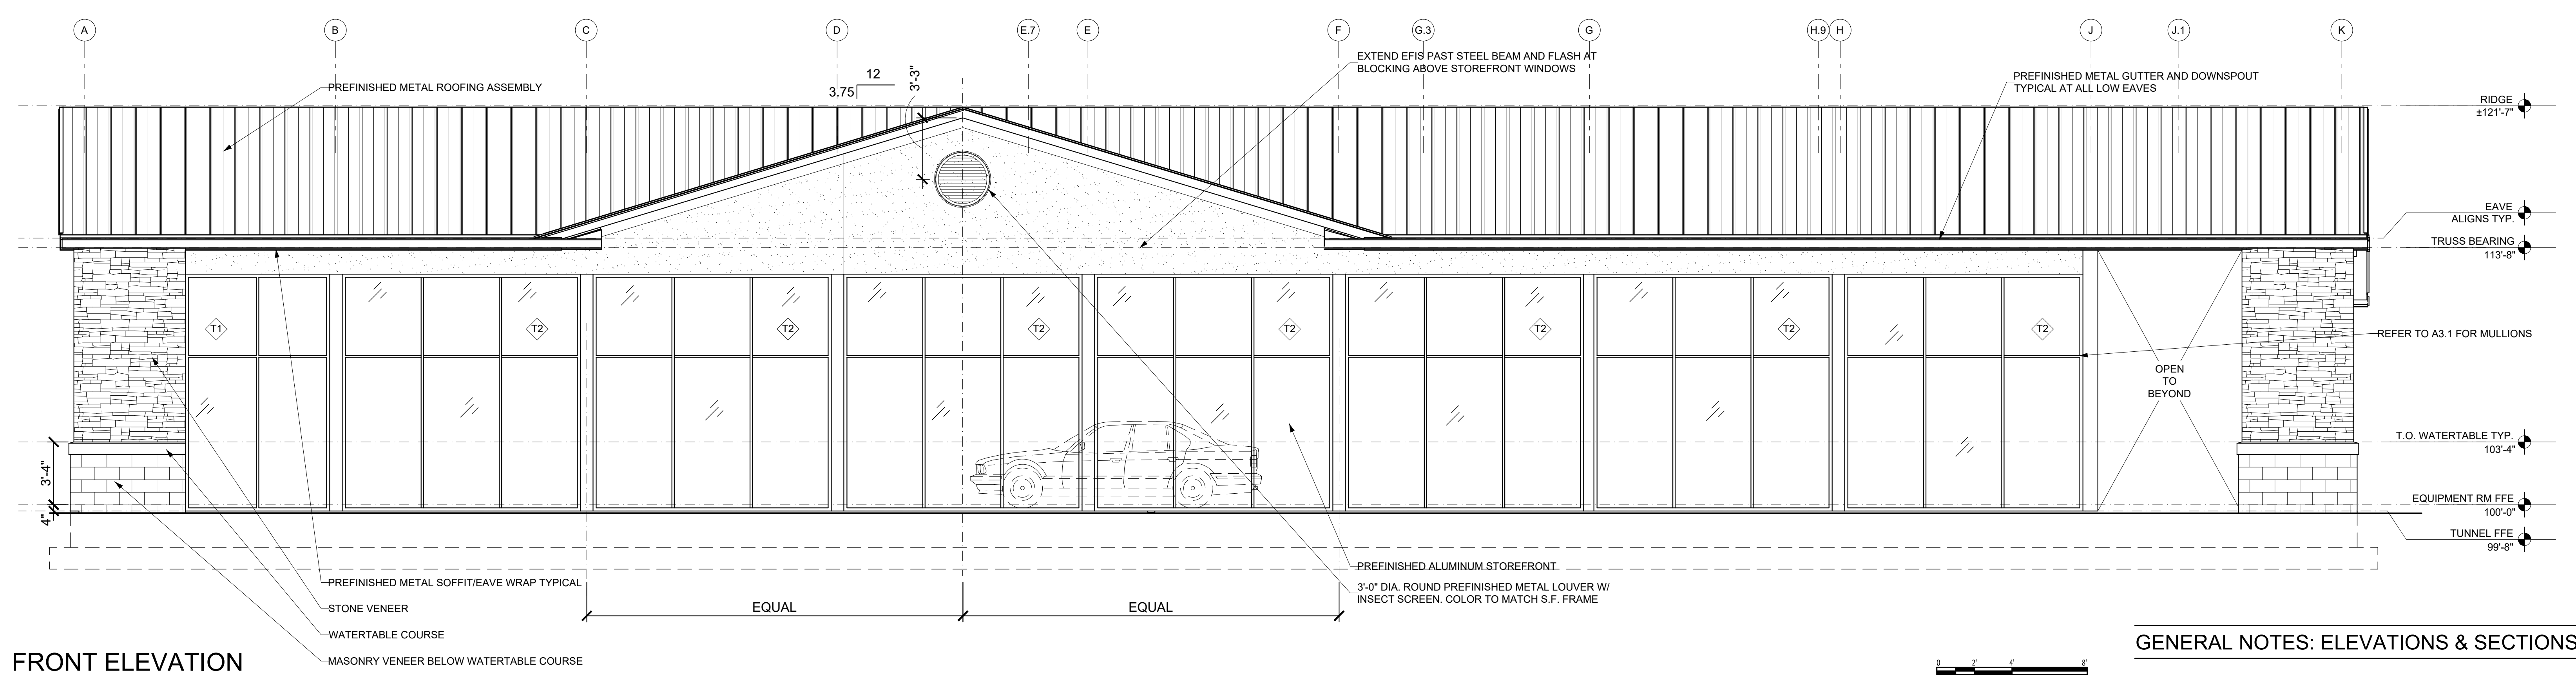 A
B
C
D
E.7
E
F
G.3
G
H.9
H
J
J.1
K
EXTEND EFIS PAST STEEL BEAM AND FLASH AT
BLOCKING ABOVE STOREFRONT WINDOWS
12
3.75
3'-3"
PREFINISHED METAL ROOFING ASSEMBLY
PREFINISHED METAL GUTTER AND DOWNSPOUT
TYPICAL AT ALL LOW EAVES
RIDGE
±121'-7"
EAVE
ALIGNS TYP.
TRUSS BEARING
113'-8"
T1
T2
T2
T2
T2
T2
T2
T2
REFER TO A3.1 FOR MULLIONS
OPEN
TO
BEYOND
T.O. WATERTABLE TYP.
103'-4"
3'-4"
4"
EQUIPMENT RM FFE
100'-0"
TUNNEL FFE
99'-8"
PREFINISHED METAL SOFFIT/EAVE WRAP TYPICAL
STONE VENEER
WATERTABLE COURSE
MASONRY VENEER BELOW WATERTABLE COURSE
EQUAL
EQUAL
PREFINISHED ALUMINUM STOREFRONT
3'-0" DIA. ROUND PREFINISHED METAL LOUVER W/
INSECT SCREEN. COLOR TO MATCH S.F. FRAME
FRONT ELEVATION
0 2' 4' 8'
GENERAL NOTES: ELEVATIONS & SECTIONS